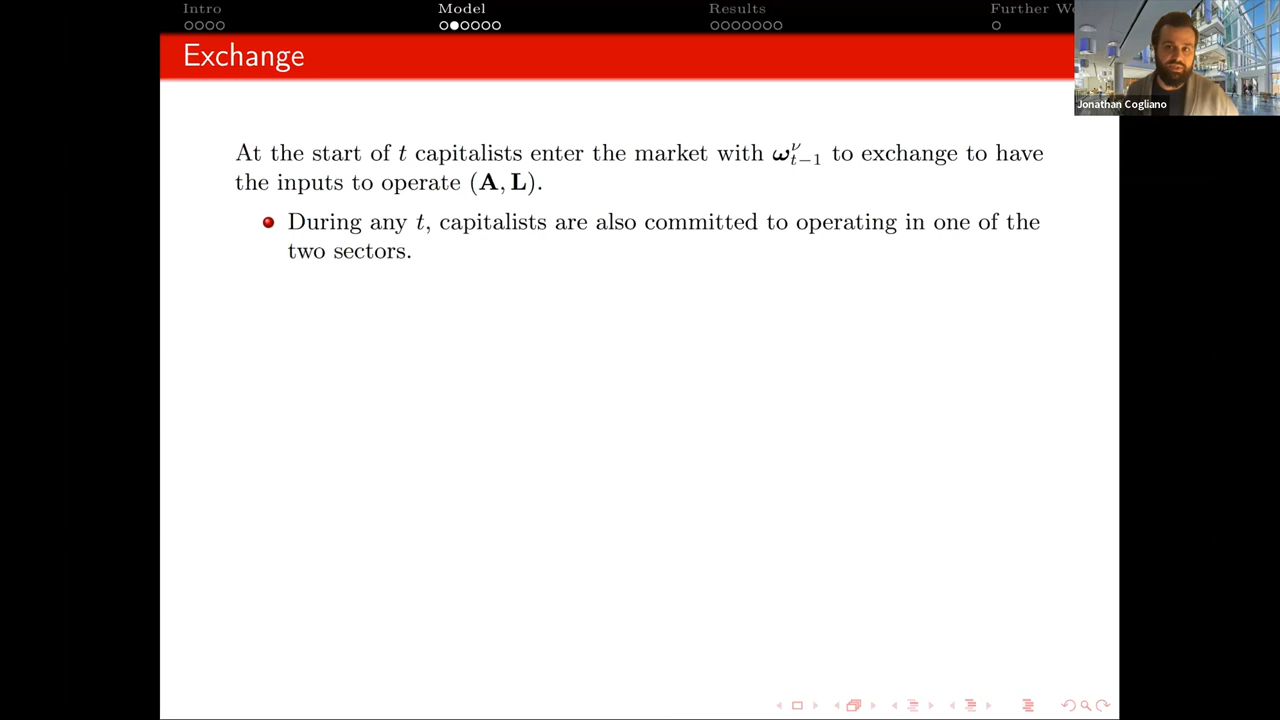 Intro
Model
Results
Further Wo
Exchange
Jonathan Cogliano
At the start of t capitalists enter the market with ω^ν_{t−1} to exchange to have
the inputs to operate (A, L).
During any t, capitalists are also committed to operating in one of the
two sectors.